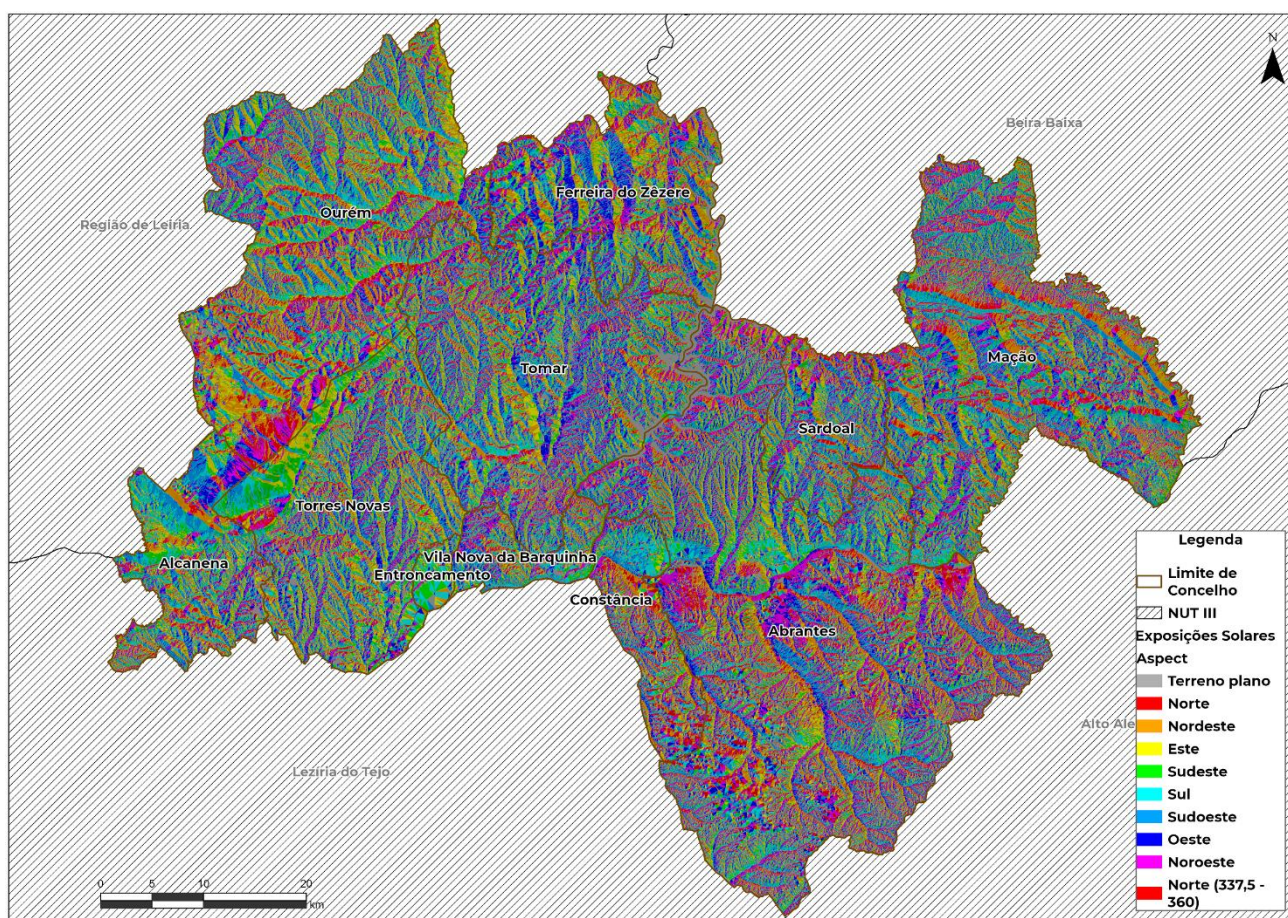 N
Beira Baixa
Ferreira do Zêzere
Ourém
Região de Leiria
Mação
Tomar
Sardoal
Torres Novas
Vila Nova da Barquinha
Alcanena
Entroncamento
Constância
Abrantes
Alto Ale
Lezíria do Tejo
Legenda
Limite de
Concelho
NUT III
Exposições Solares
Aspect
Terreno plano
Norte
Nordeste
Este
Sudeste
Sul
Sudoeste
Oeste
Noroeste
Norte (337,5 -
360)
0 5 10 20
km